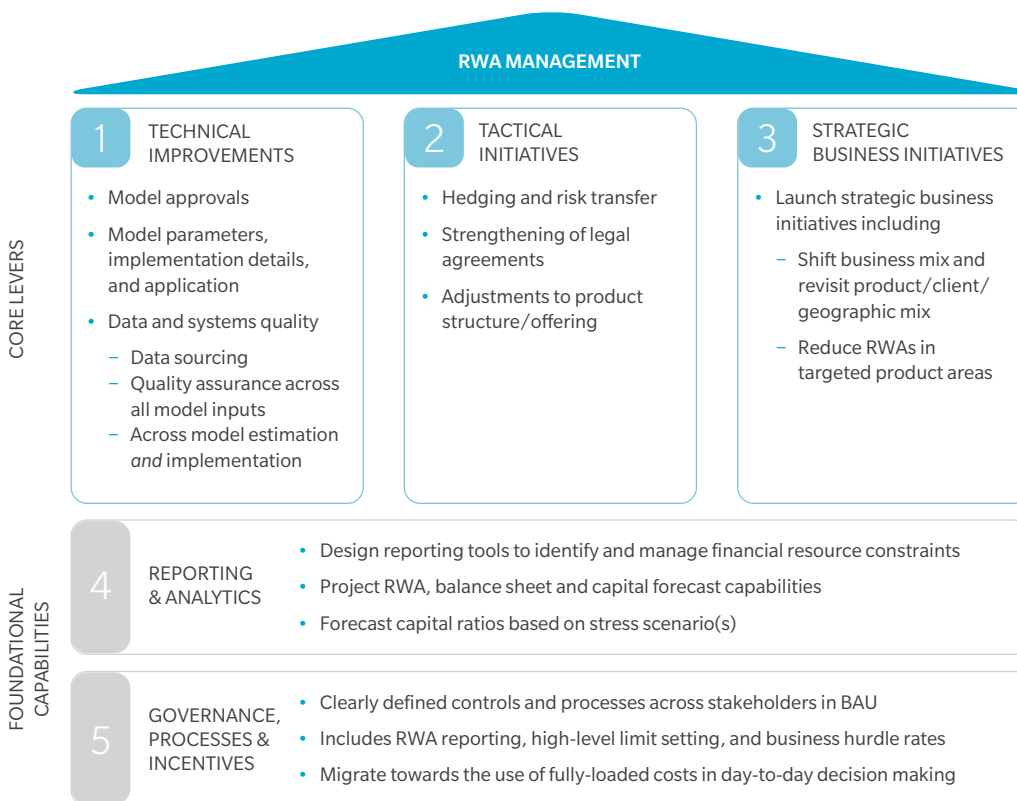 RWA MANAGEMENT
CORE LEVERS
1
TECHNICAL
IMPROVEMENTS
• Model approvals
• Model parameters,
implementation details,
and application
• Data and systems quality
– Data sourcing
– Quality assurance across
all model inputs
– Across model estimation
and implementation
2
TACTICAL
INITIATIVES
• Hedging and risk transfer
• Strengthening of legal
agreements
• Adjustments to product
structure/offering
3
STRATEGIC
BUSINESS INITIATIVES
• Launch strategic business
initiatives including
– Shift business mix and
revisit product/client/
geographic mix
– Reduce RWAs in
targeted product areas
FOUNDATIONAL
CAPABILITIES
4
REPORTING
& ANALYTICS
• Design reporting tools to identify and manage financial resource constraints
• Project RWA, balance sheet and capital forecast capabilities
• Forecast capital ratios based on stress scenario(s)
5
GOVERNANCE,
PROCESSES &
INCENTIVES
• Clearly defined controls and processes across stakeholders in BAU
• Includes RWA reporting, high-level limit setting, and business hurdle rates
• Migrate towards the use of fully-loaded costs in day-to-day decision making